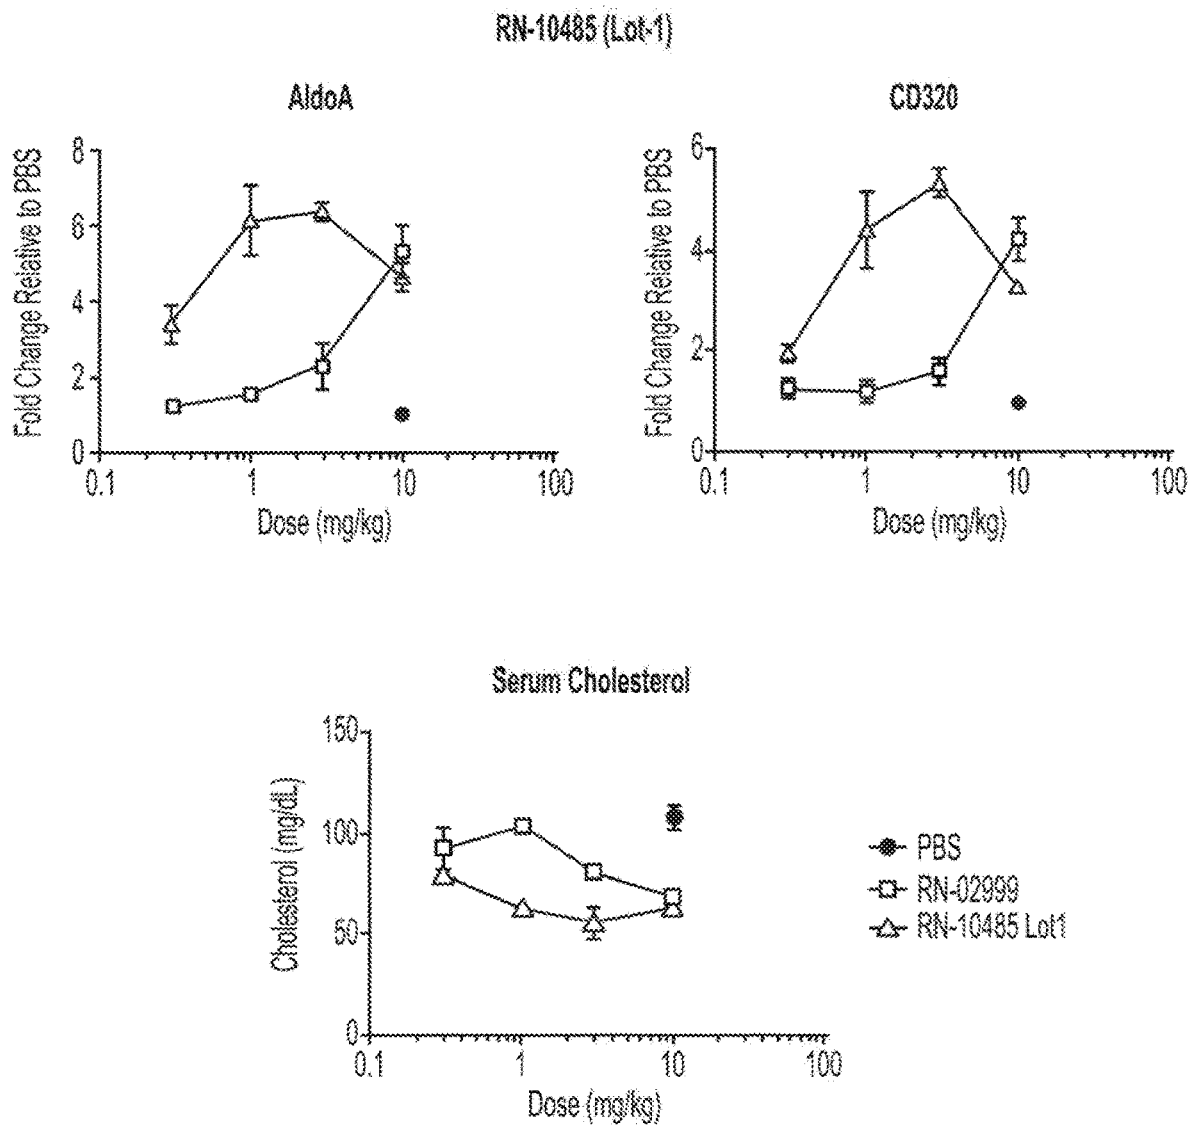 RN-10485 (Lot-1)
AldoA
Fold Change Relative to PBS
8
6
4
2
0
0.1
1
10
100
Dose (mg/kg)
CD320
Fold Change Relative to PBS
6
4
2
0
0.1
1
10
100
Dose (mg/kg)
Serum Cholesterol
Cholesterol (mg/dL)
150
100
50
0
0.1
1
10
100
Dose (mg/kg)
PBS
RN-02999
RN-10485 Lot1